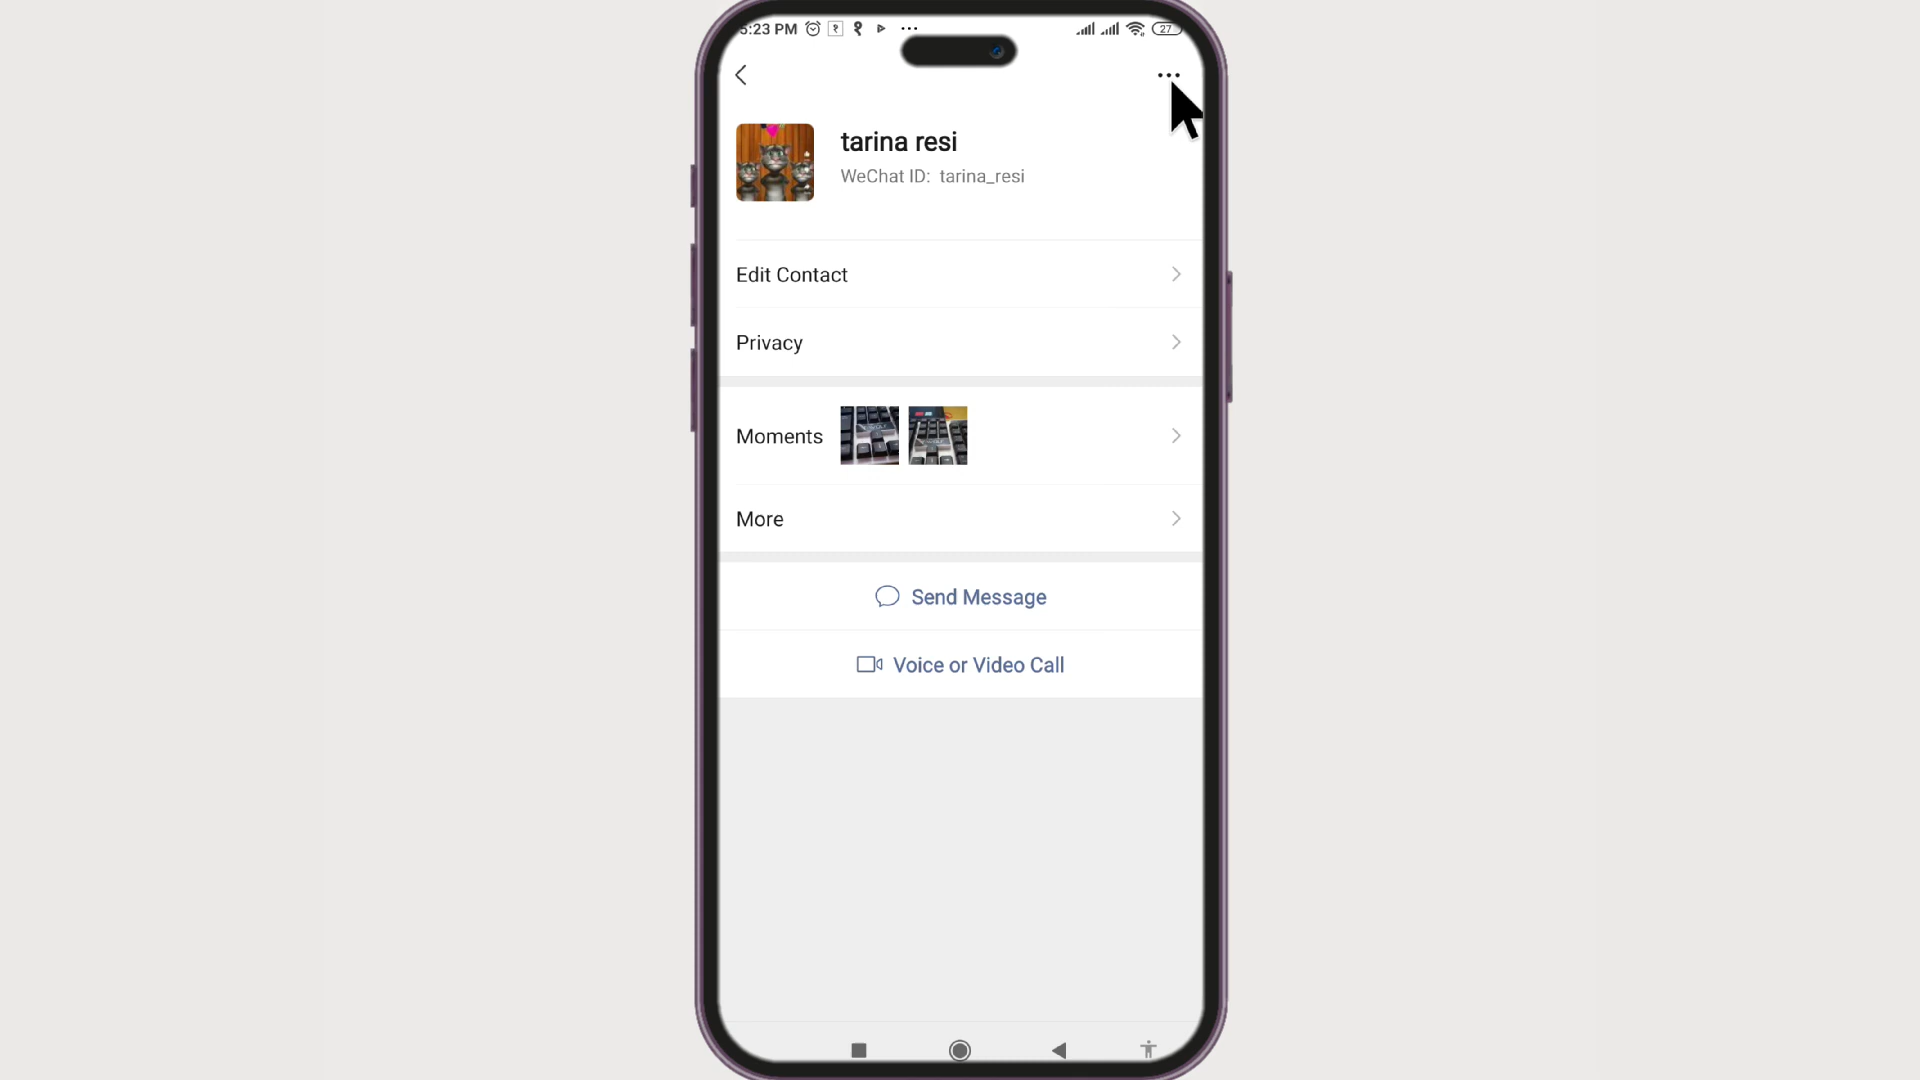 5:23 PM
27
tarina resi
WeChat ID: tarina_resi
Edit Contact
Privacy
Moments
More
Send Message
Voice or Video Call